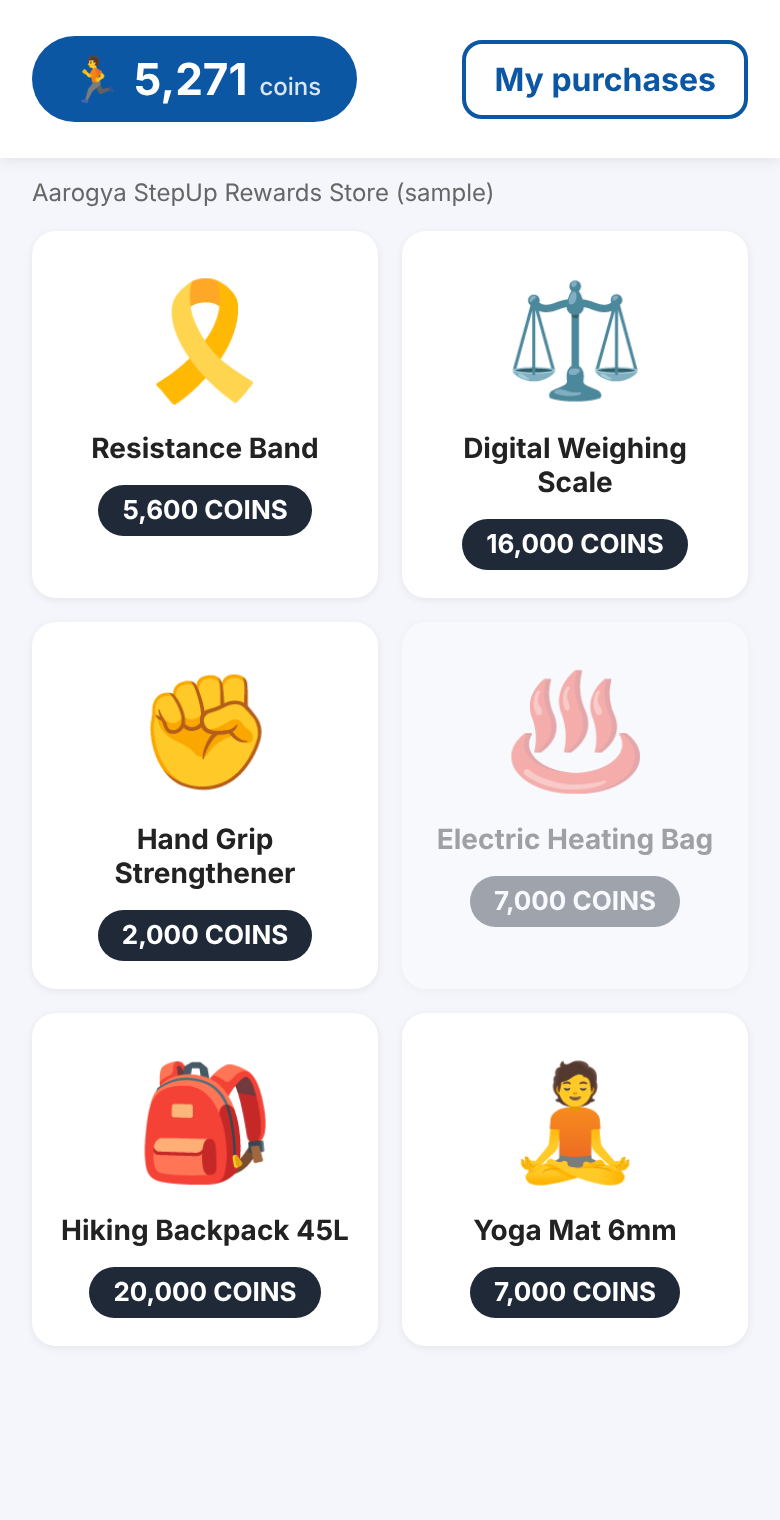 5,271 coins
My purchases
Aarogya StepUp Rewards Store (sample)
Resistance Band
5,600 COINS
Digital Weighing
Scale
16,000 COINS
Hand Grip
Strengthener
2,000 COINS
Electric Heating Bag
7,000 COINS
Hiking Backpack 45L
20,000 COINS
Yoga Mat 6mm
7,000 COINS